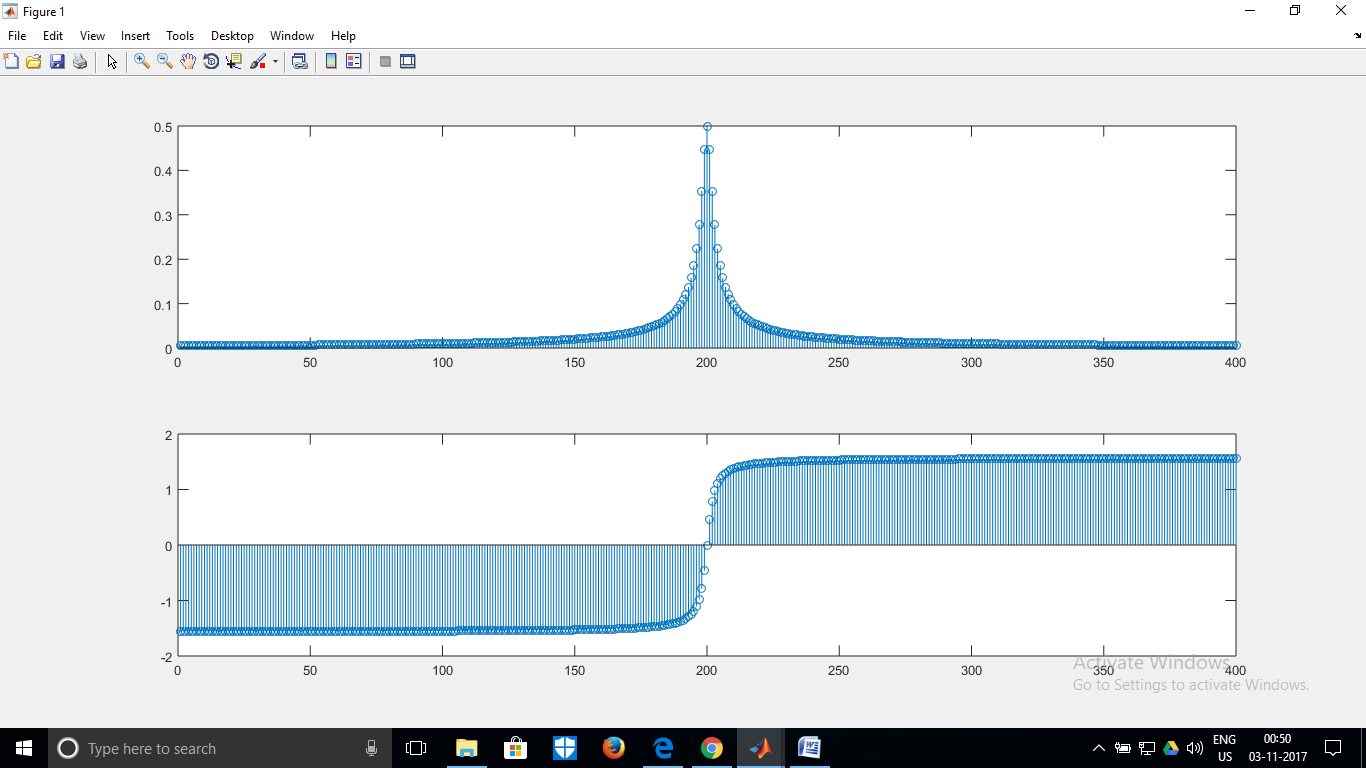 Figure 1
File Edit View Insert Tools Desktop Window Help
0.5
0.4
0.3
0.2
0.1
0
0 50 100 150 200 250 300 350 400
2
1
0
-1
-2
0 50 100 150 200 250 300 350 400
Activate Windows
Go to Settings to activate Windows.
Type here to search
ENG
US
00:50
03-11-2017